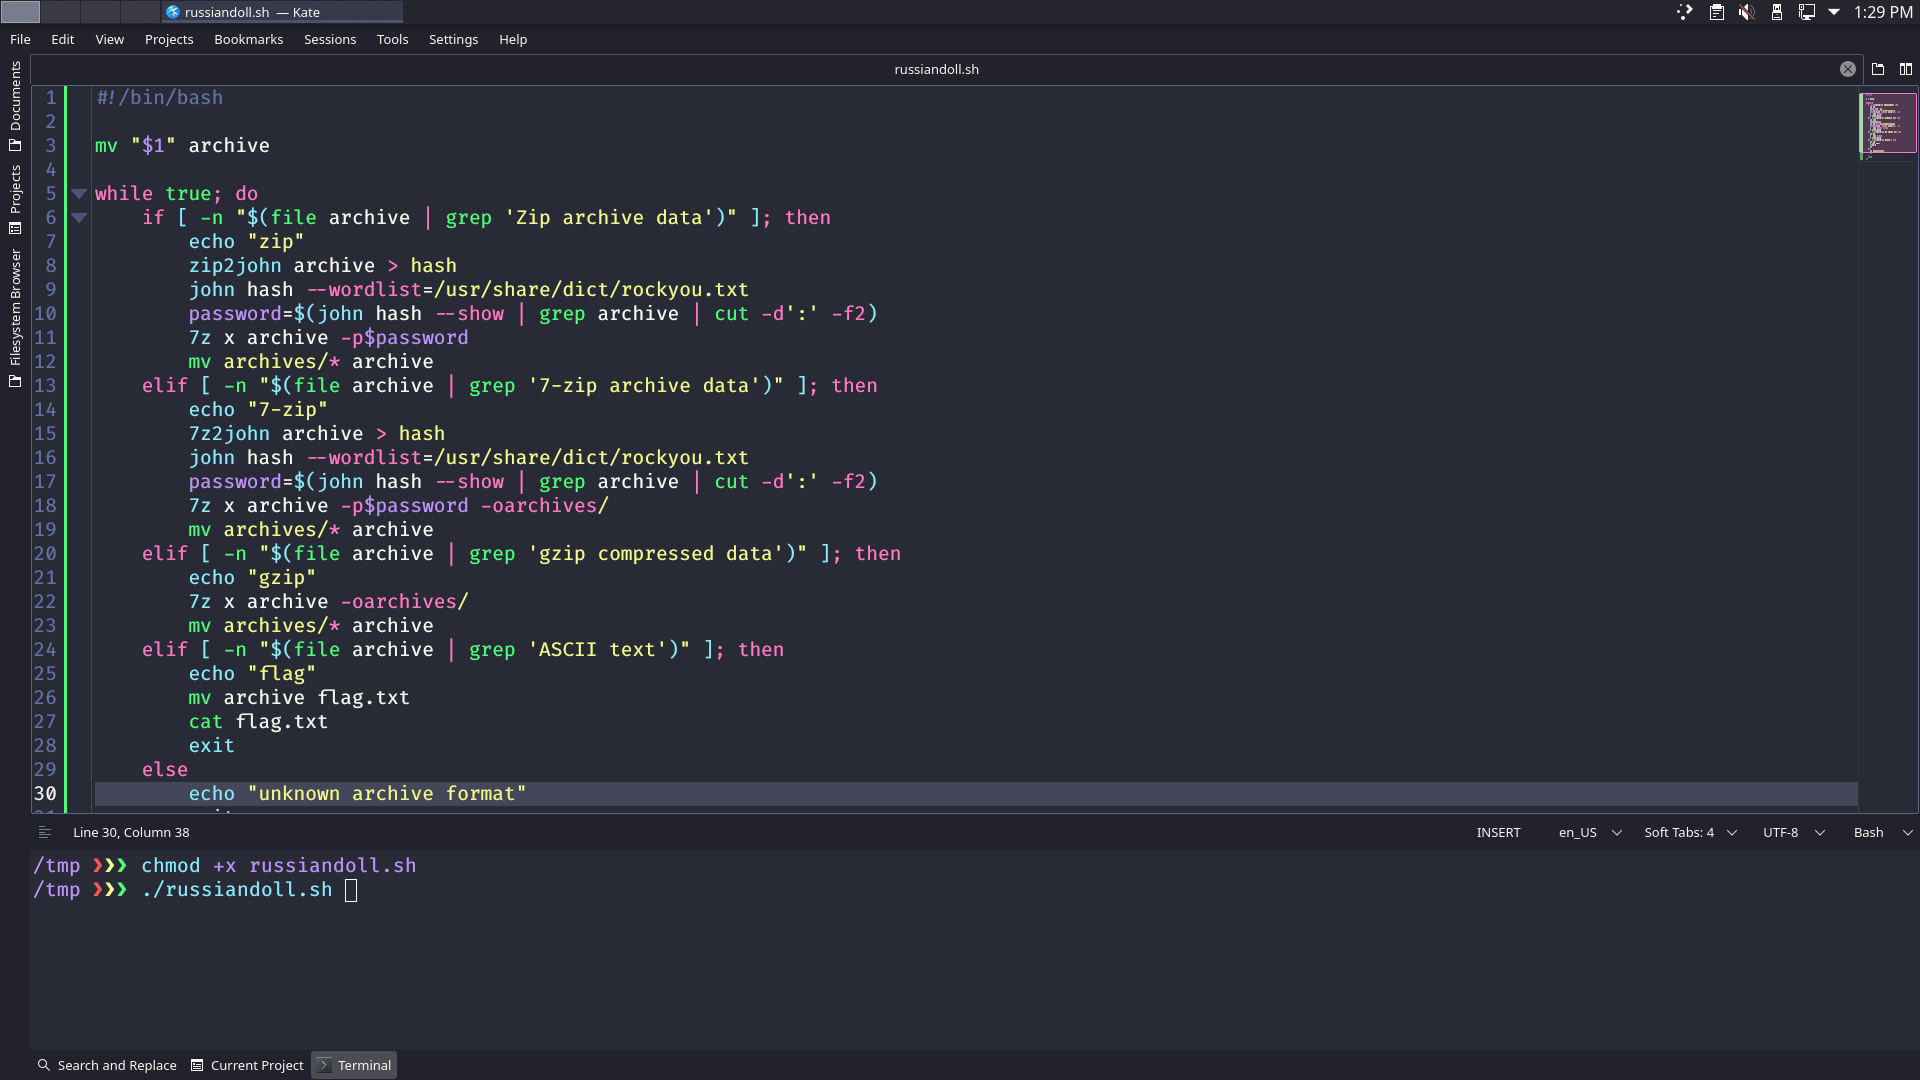 russiandoll.sh — Kate
1:29 PM
File Edit View Projects Bookmarks Sessions Tools Settings Help
Documents
Projects
Filesystem Browser
russiandoll.sh
1 #!/bin/bash
2
3 mv "$1" archive
4
5 while true; do
6     if [ -n "$(file archive | grep 'Zip archive data')" ]; then
7         echo "zip"
8         zip2john archive > hash
9         john hash --wordlist=/usr/share/dict/rockyou.txt
10         password=$(john hash --show | grep archive | cut -d':' -f2)
11         7z x archive -p$password
12         mv archives/* archive
13     elif [ -n "$(file archive | grep '7-zip archive data')" ]; then
14         echo "7-zip"
15         7z2john archive > hash
16         john hash --wordlist=/usr/share/dict/rockyou.txt
17         password=$(john hash --show | grep archive | cut -d':' -f2)
18         7z x archive -p$password -oarchives/
19         mv archives/* archive
20     elif [ -n "$(file archive | grep 'gzip compressed data')" ]; then
21         echo "gzip"
22         7z x archive -oarchives/
23         mv archives/* archive
24     elif [ -n "$(file archive | grep 'ASCII text')" ]; then
25         echo "flag"
26         mv archive flag.txt
27         cat flag.txt
28         exit
29     else
30         echo "unknown archive format"
Line 30, Column 38
INSERT en_US Soft Tabs: 4 UTF-8 Bash
/tmp ❯❯❯ chmod +x russiandoll.sh
/tmp ❯❯❯ ./russiandoll.sh
Search and Replace Current Project Terminal